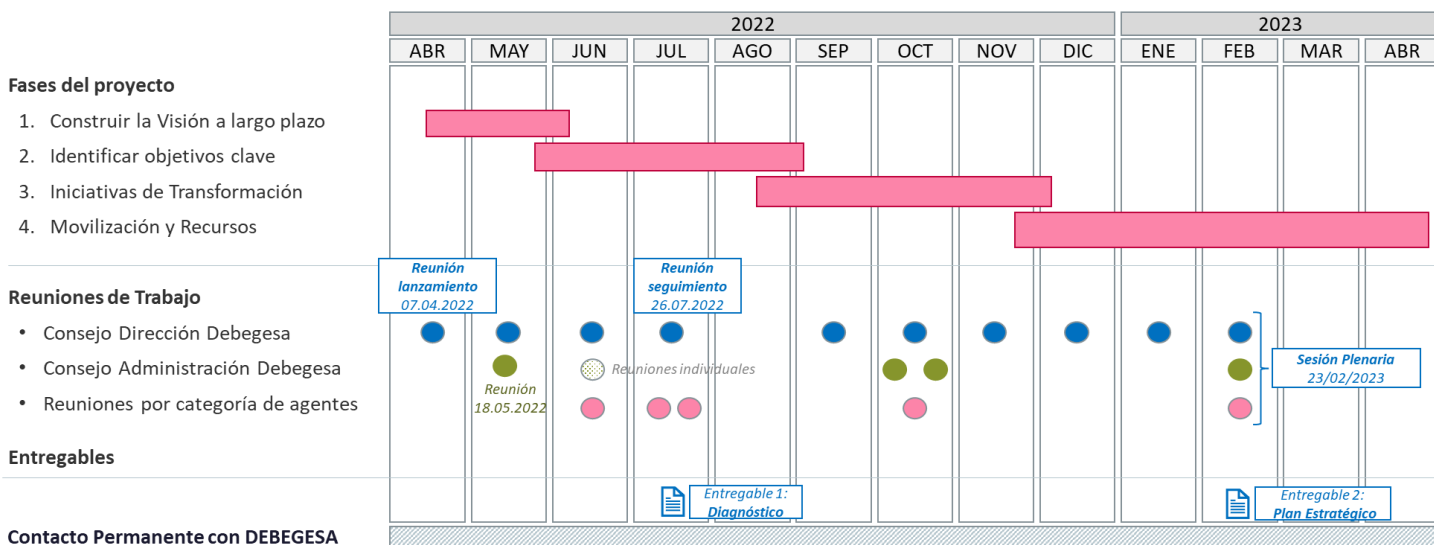 2022 2023
ABR MAY JUN JUL AGO SEP OCT NOV DIC ENE FEB MAR ABR
Fases del proyecto
1. Construir la Visión a largo plazo
2. Identificar objetivos clave
3. Iniciativas de Transformación
4. Movilización y Recursos
Reunión
lanzamiento
07.04.2022
Reunión
seguimiento
26.07.2022
Reuniones de Trabajo
• Consejo Dirección Debegesa
• Consejo Administración Debegesa
Reuniones individuales
Reunión
18.05.2022
Sesión Plenaria
23/02/2023
• Reuniones por categoría de agentes
Entregables
Entregable 1:
Diagnóstico
Entregable 2:
Plan Estratégico
Contacto Permanente con DEBEGESA